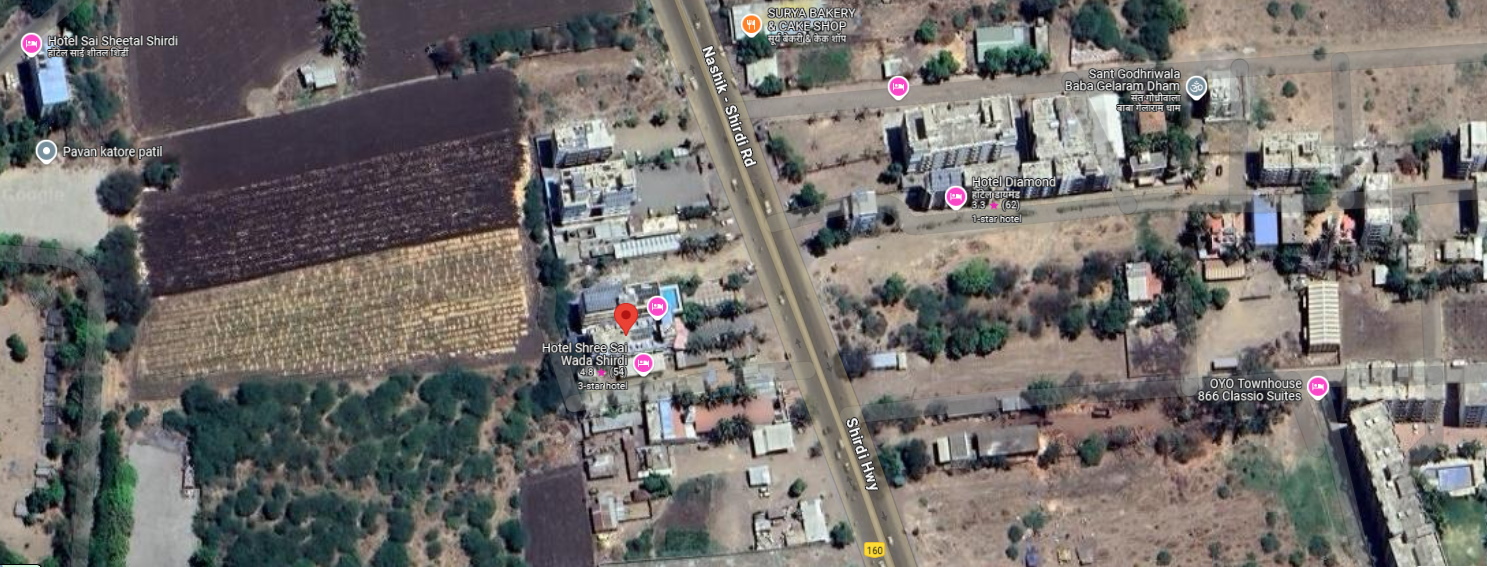 Hotel Sai Sheetal Shirdi
हॉटेल साई शीतल शिर्डी
Pavan katore patil
SURYA BAKERY
& CAKE SHOP
सूर्य बेकरी & केक शॉप
Nashik - Shirdi Rd
Sant Godhriwala
Baba Gelaram Dham
संत गोधरीवाला
बाबा गेलाराम धाम
Hotel Diamond
हॉटेल डायमंड
3.3 ★ (62)
1-star hotel
Hotel Shree Sai
Wada Shirdi
4.8 ★ (54)
3-star hotel
OYO Townhouse
866 Classio Suites
Shirdi Hwy
160